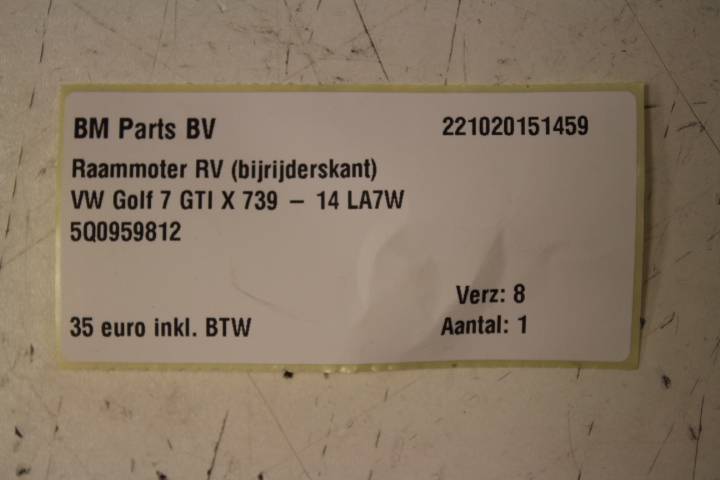 BM Parts BV 221020151459
Raammoter RV (bijrijderskant)
VW Golf 7 GTI X 739 – 14 LA7W
5Q0959812
Verz: 8
35 euro inkl. BTW Aantal: 1